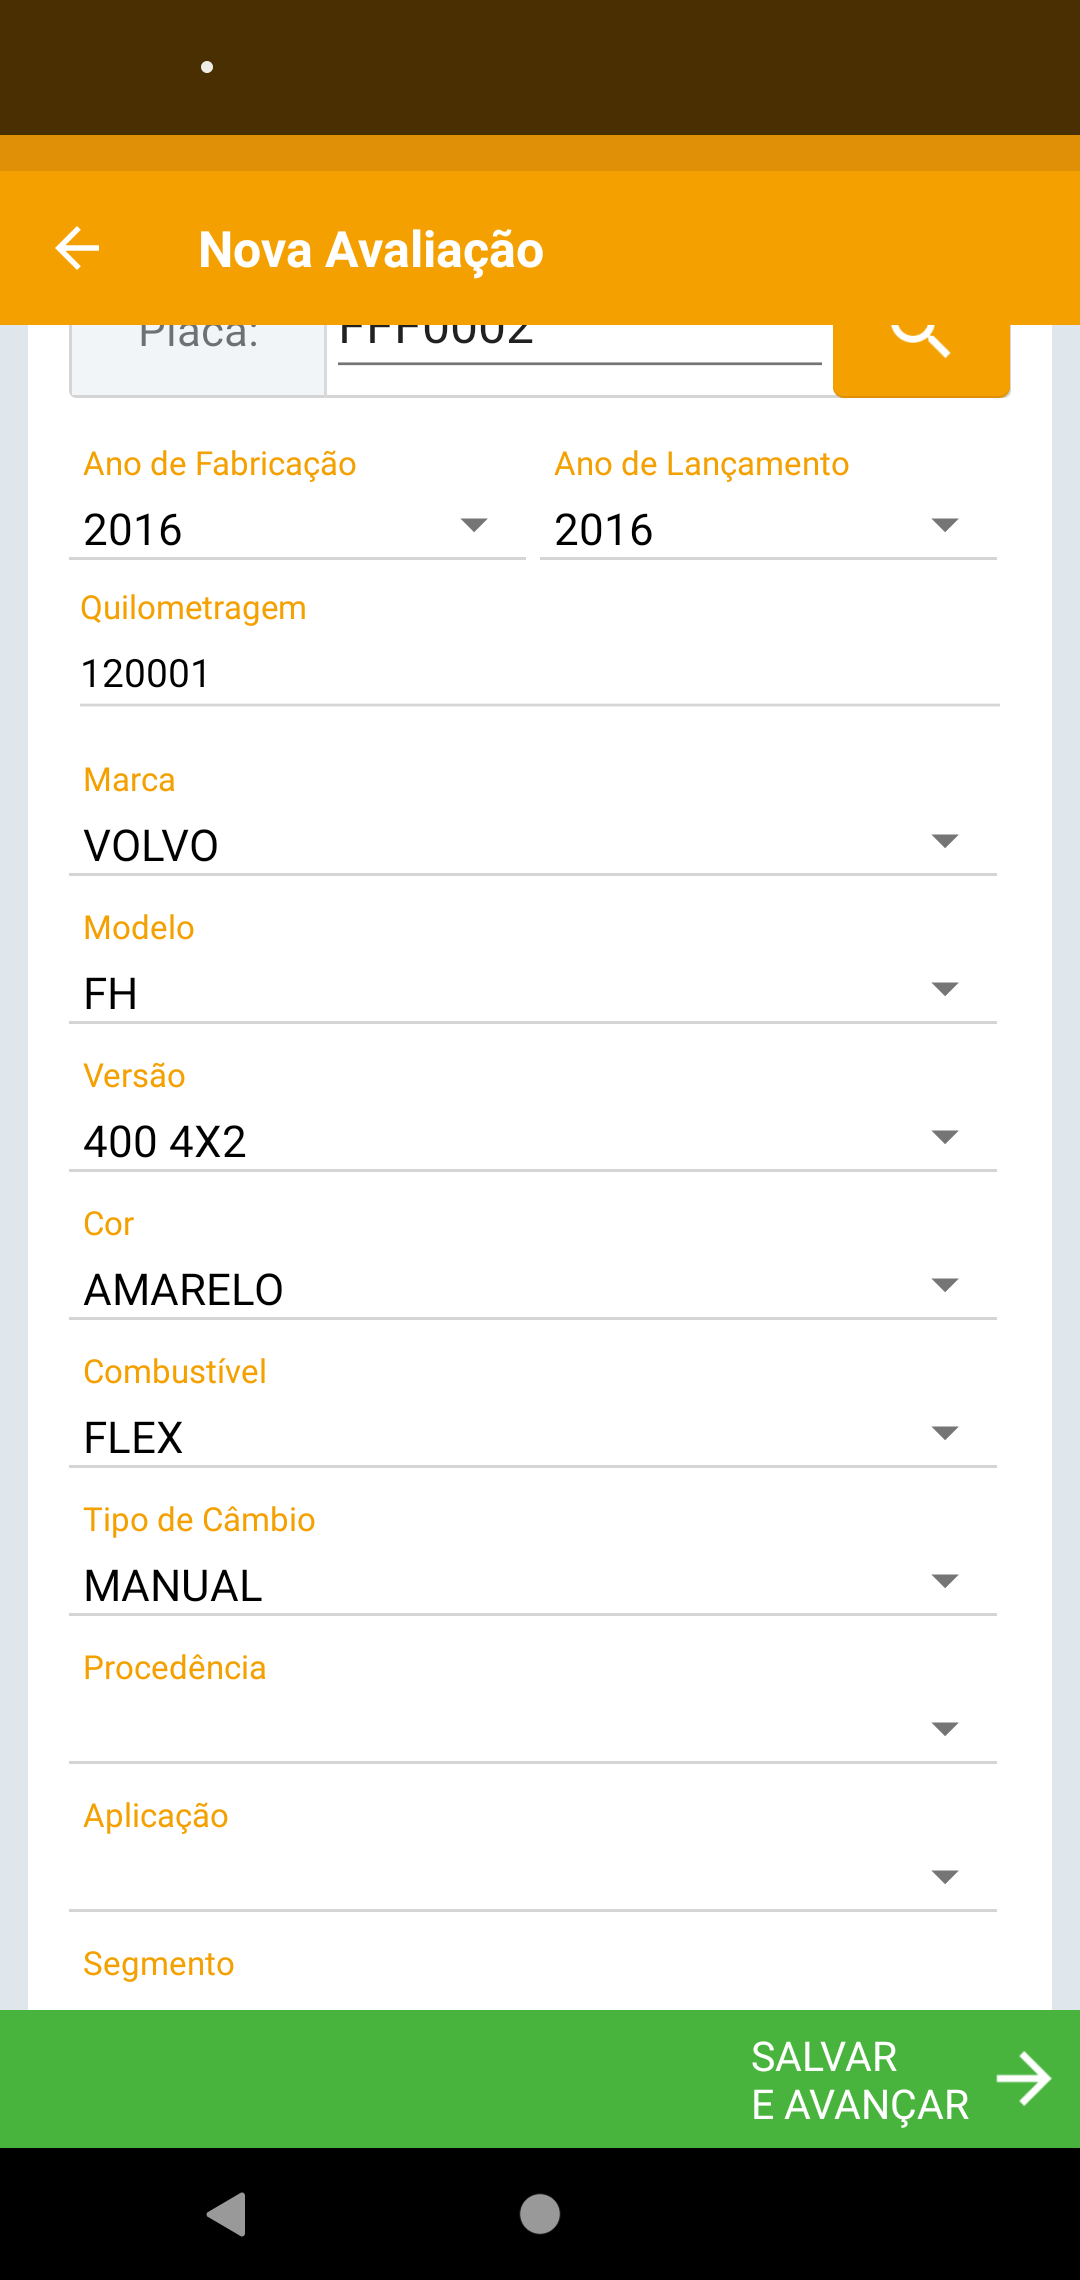 Nova Avaliação
Placa: FFF0002
Ano de Fabricação Ano de Lançamento
2016 2016
Quilometragem
120001
Marca
VOLVO
Modelo
FH
Versão
400 4X2
Cor
AMARELO
Combustível
FLEX
Tipo de Câmbio
MANUAL
Procedência
Aplicação
Segmento
SALVAR
E AVANÇAR